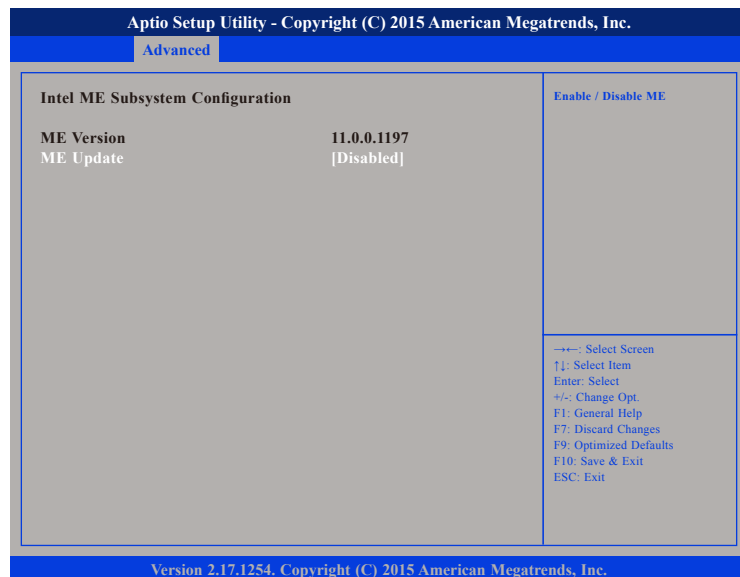 Aptio Setup Utility - Copyright (C) 2015 American Megatrends, Inc.
Advanced
Intel ME Subsystem Configuration
ME Version 11.0.0.1197
ME Update [Disabled]
Enable / Disable ME
→←: Select Screen
↑↓: Select Item
Enter: Select
+/-: Change Opt.
F1: General Help
F7: Discard Changes
F9: Optimized Defaults
F10: Save & Exit
ESC: Exit
Version 2.17.1254. Copyright (C) 2015 American Megatrends, Inc.